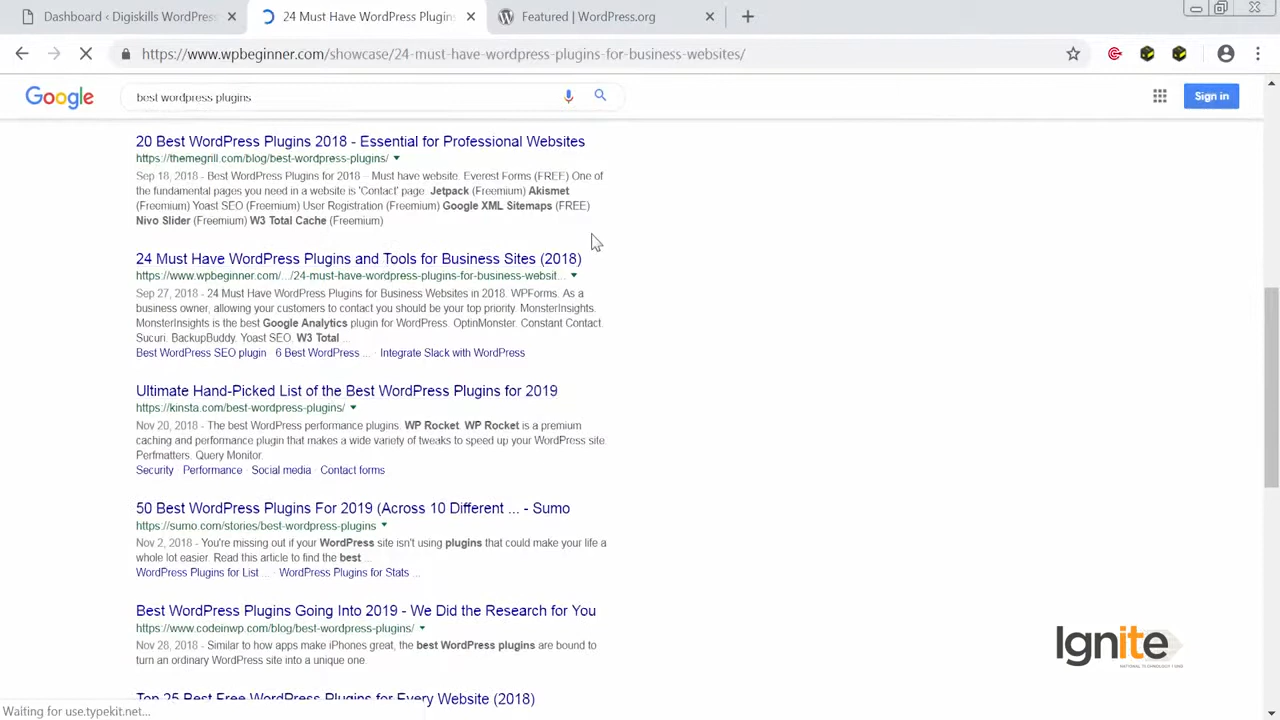 Dashboard ‹ Digiskills WordPress
24 Must Have WordPress Plugins
Featured | WordPress.org
https://www.wpbeginner.com/showcase/24-must-have-wordpress-plugins-for-business-websites/
Google
best wordpress plugins
Sign in
20 Best WordPress Plugins 2018 - Essential for Professional Websites
https://themegrill.com/blog/best-wordpress-plugins/
Sep 18, 2018 - Best WordPress Plugins for 2018 – Must have website. Everest Forms (FREE) One of
the fundamental pages you need in a website is 'Contact' page. Jetpack (Freemium) Akismet
(Freemium) Yoast SEO (Freemium) User Registration (Freemium) Google XML Sitemaps (FREE)
Nivo Slider (Freemium) W3 Total Cache (Freemium)
24 Must Have WordPress Plugins and Tools for Business Sites (2018)
https://www.wpbeginner.com/.../24-must-have-wordpress-plugins-for-business-websit...
Sep 27, 2018 - 24 Must Have WordPress Plugins for Business Websites in 2018. WPForms. As a
business owner, allowing your customers to contact you should be your top priority. MonsterInsights.
MonsterInsights is the best Google Analytics plugin for WordPress. OptinMonster. Constant Contact.
Sucuri. BackupBuddy. Yoast SEO. W3 Total ...
Best WordPress SEO plugin · 6 Best WordPress ... · Integrate Slack with WordPress
Ultimate Hand-Picked List of the Best WordPress Plugins for 2019
https://kinsta.com/best-wordpress-plugins/
Nov 20, 2018 - The best WordPress performance plugins. WP Rocket. WP Rocket is a premium
caching and performance plugin that makes a wide variety of tweaks to speed up your WordPress site.
Perfmatters. Query Monitor.
Security · Performance · Social media · Contact forms
50 Best WordPress Plugins For 2019 (Across 10 Different ... - Sumo
https://sumo.com/stories/best-wordpress-plugins
Nov 2, 2018 - You're missing out if your WordPress site isn't using plugins that could make your life a
whole lot easier. Read this article to find the best ...
WordPress Plugins for List ... · WordPress Plugins for Stats ...
Best WordPress Plugins Going Into 2019 - We Did the Research for You
https://www.codeinwp.com/blog/best-wordpress-plugins/
Nov 28, 2018 - Similar to how apps make iPhones great, the best WordPress plugins are bound to
turn an ordinary WordPress site into a unique one.
Top 25 Best Free WordPress Plugins for Every Website (2018)
Waiting for use.typekit.net...
Ignite